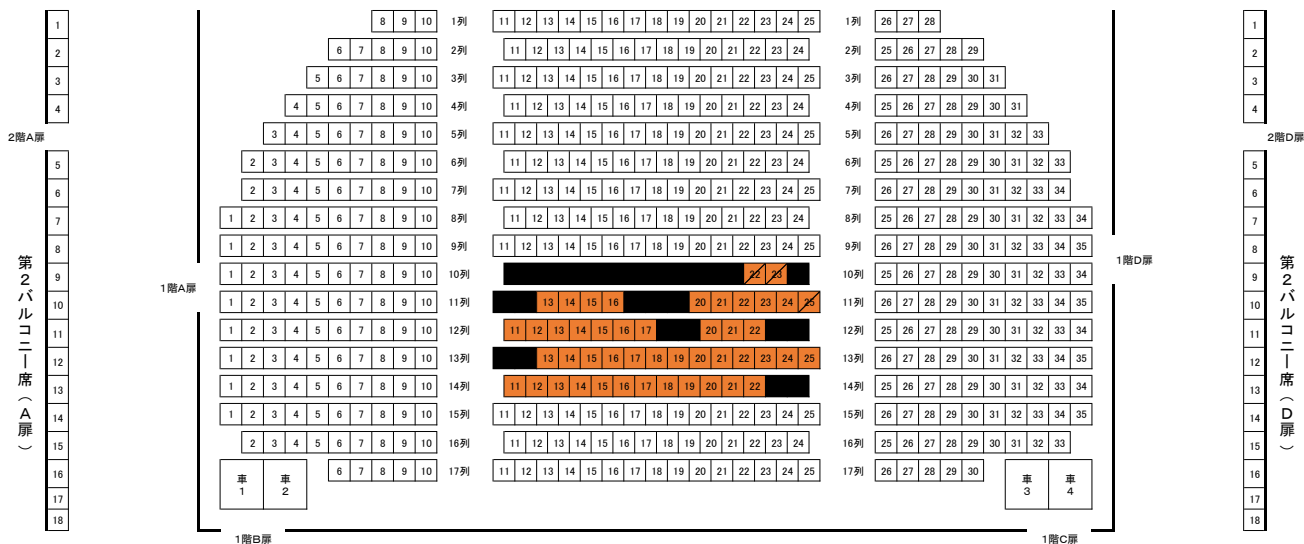 1 8 9 10 1列 11 12 13 14 15 16 17 18 19 20 21 22 23 24 25 1列 26 27 28 1
2 6 7 8 9 10 2列 11 12 13 14 15 16 17 18 19 20 21 22 23 24 2列 25 26 27 28 29 2
3 5 6 7 8 9 10 3列 11 12 13 14 15 16 17 18 19 20 21 22 23 24 25 3列 26 27 28 29 30 31 3
4 4 5 6 7 8 9 10 4列 11 12 13 14 15 16 17 18 19 20 21 22 23 24 4列 25 26 27 28 29 30 31 4
2階A扉 3 4 5 6 7 8 9 10 5列 11 12 13 14 15 16 17 18 19 20 21 22 23 24 25 5列 26 27 28 29 30 31 32 33 2階D扉
5 2 3 4 5 6 7 8 9 10 6列 11 12 13 14 15 16 17 18 19 20 21 22 23 24 6列 25 26 27 28 29 30 31 32 33 5
6 2 3 4 5 6 7 8 9 10 7列 11 12 13 14 15 16 17 18 19 20 21 22 23 24 25 7列 26 27 28 29 30 31 32 33 34 6
7 1 2 3 4 5 6 7 8 9 10 8列 11 12 13 14 15 16 17 18 19 20 21 22 23 24 8列 25 26 27 28 29 30 31 32 33 34 7
8 1 2 3 4 5 6 7 8 9 10 9列 11 12 13 14 15 16 17 18 19 20 21 22 23 24 25 9列 26 27 28 29 30 31 32 33 34 35 8
9 1 2 3 4 5 6 7 8 9 10 10列 22 23 10列 25 26 27 28 29 30 31 32 33 34 9
10 1 2 3 4 5 6 7 8 9 10 11列 13 14 15 16 20 21 22 23 24 25 11列 26 27 28 29 30 31 32 33 34 35 10
11 1 2 3 4 5 6 7 8 9 10 12列 11 12 13 14 15 16 17 20 21 22 12列 25 26 27 28 29 30 31 32 33 34 11
12 1 2 3 4 5 6 7 8 9 10 13列 13 14 15 16 17 18 19 20 21 22 23 24 25 13列 26 27 28 29 30 31 32 33 34 35 12
13 1 2 3 4 5 6 7 8 9 10 14列 11 12 13 14 15 16 17 18 19 20 21 22 14列 25 26 27 28 29 30 31 32 33 34 13
14 1 2 3 4 5 6 7 8 9 10 15列 11 12 13 14 15 16 17 18 19 20 21 22 23 24 25 15列 26 27 28 29 30 31 32 33 34 35 14
15 2 3 4 5 6 7 8 9 10 16列 11 12 13 14 15 16 17 18 19 20 21 22 23 24 16列 25 26 27 28 29 30 31 32 33 15
16 車1 車2 6 7 8 9 10 17列 11 12 13 14 15 16 17 18 19 20 21 22 23 24 25 17列 26 27 28 29 30 車3 車4 16
17 17
18 18
第2バルコニー席(A扉)
1階A扉
1階D扉
第2バルコニー席(D扉)
1階B扉
1階C扉